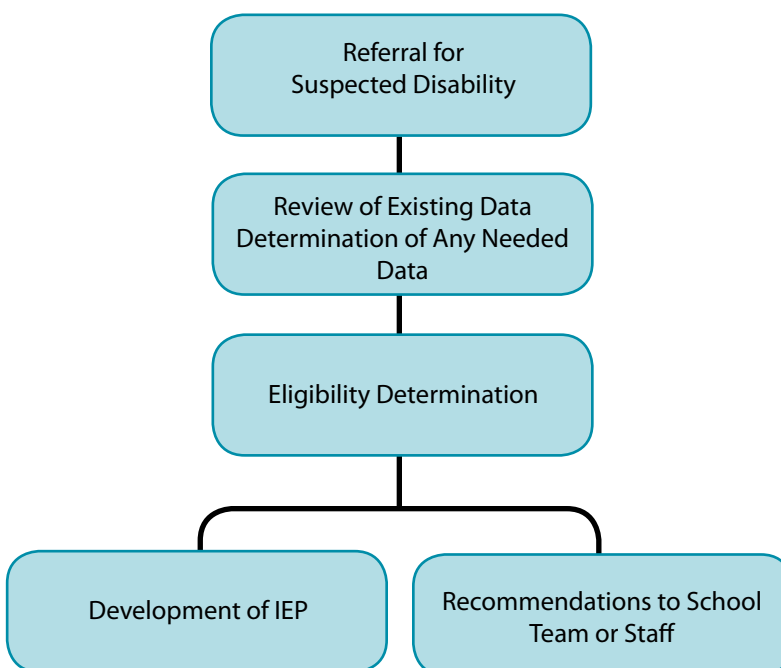 Referral for
Suspected Disability
Review of Existing Data
Determination of Any Needed
Data
Eligibility Determination
Development of IEP
Recommendations to School
Team or Staff